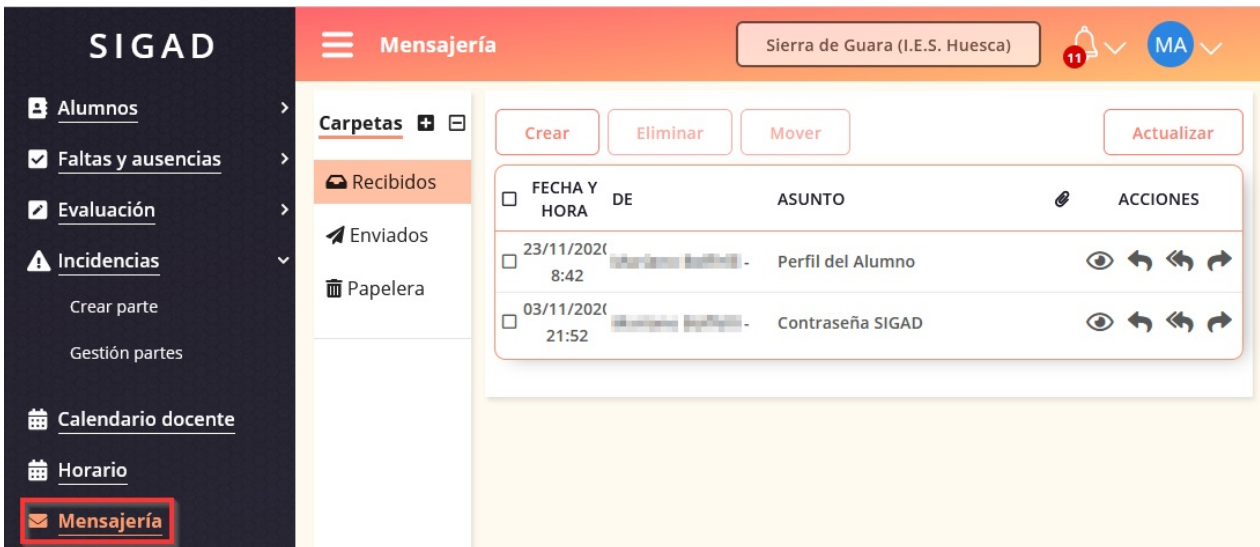 SIGAD
Alumnos
Faltas y ausencias
Evaluación
Incidencias
Crear parte
Gestión partes
Calendario docente
Horario
Mensajería
Mensajería
Sierra de Guara (I.E.S. Huesca)
11
MA
Carpetas
Recibidos
Enviados
Papelera
Crear
Eliminar
Mover
Actualizar
FECHA Y
HORA
DE
ASUNTO
ACCIONES
23/11/202
8:42
-
Perfil del Alumno
03/11/202
21:52
-
Contraseña SIGAD